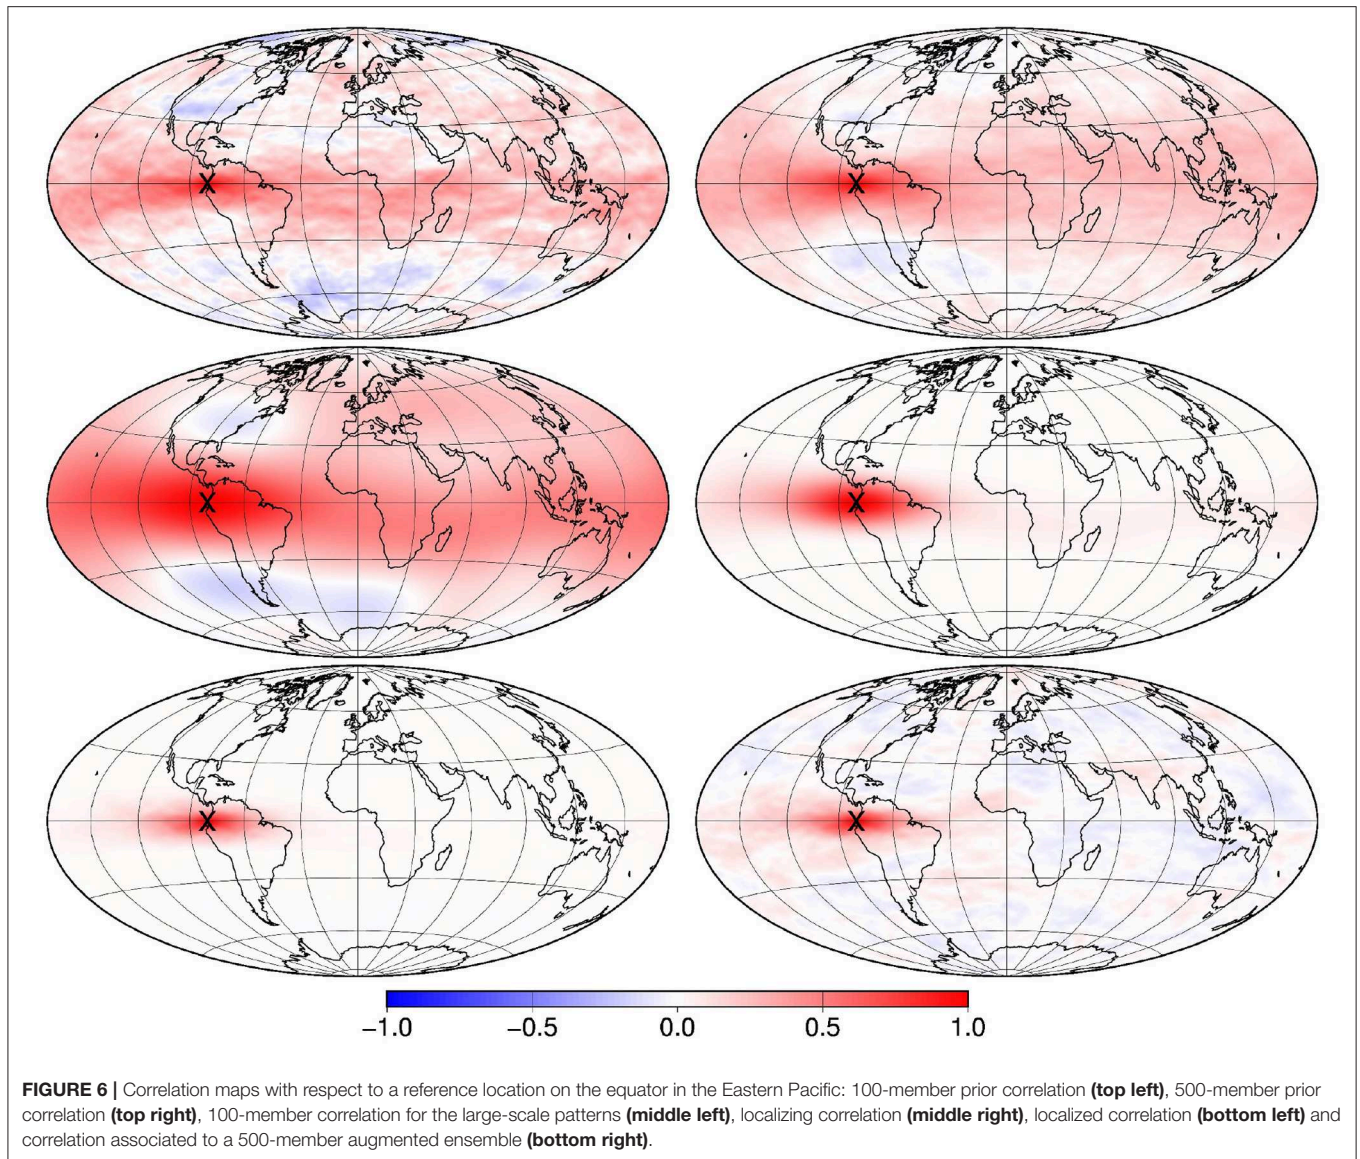 X
X
X
X
X
X
−1.0 −0.5 0.0 0.5 1.0
FIGURE 6 | Correlation maps with respect to a reference location on the equator in the Eastern Pacific: 100-member prior correlation (top left), 500-member prior
correlation (top right), 100-member correlation for the large-scale patterns (middle left), localizing correlation (middle right), localized correlation (bottom left) and
correlation associated to a 500-member augmented ensemble (bottom right).